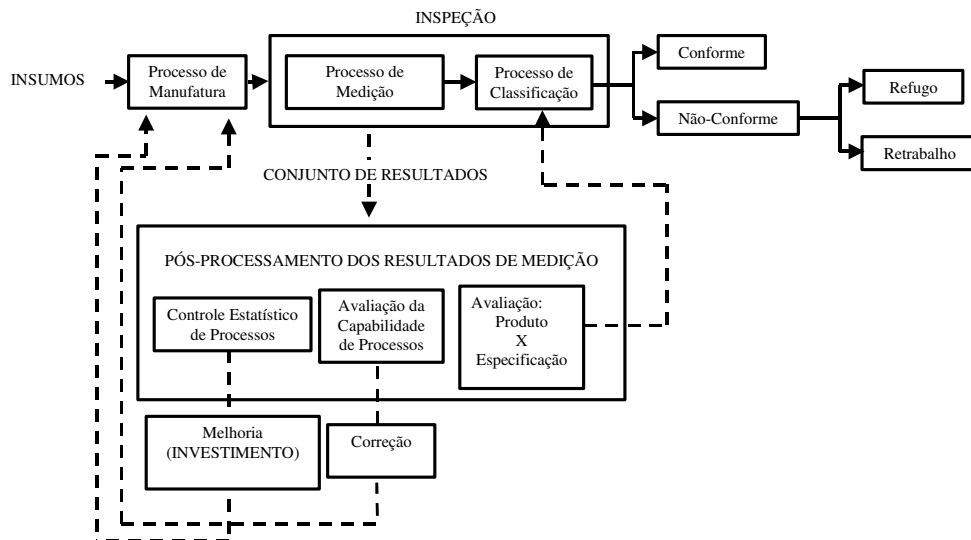 INSPEÇÃO
INSUMOS
Processo de
Manufatura
Processo de
Medição
Processo de
Classificação
Conforme
Não-Conforme
Refugo
Retrabalho
CONJUNTO DE RESULTADOS
PÓS-PROCESSAMENTO DOS RESULTADOS DE MEDIÇÃO
Controle Estatístico
de Processos
Avaliação da
Capabilidade
de Processos
Avaliação:
Produto
X
Especificação
Melhoria
(INVESTIMENTO)
Correção